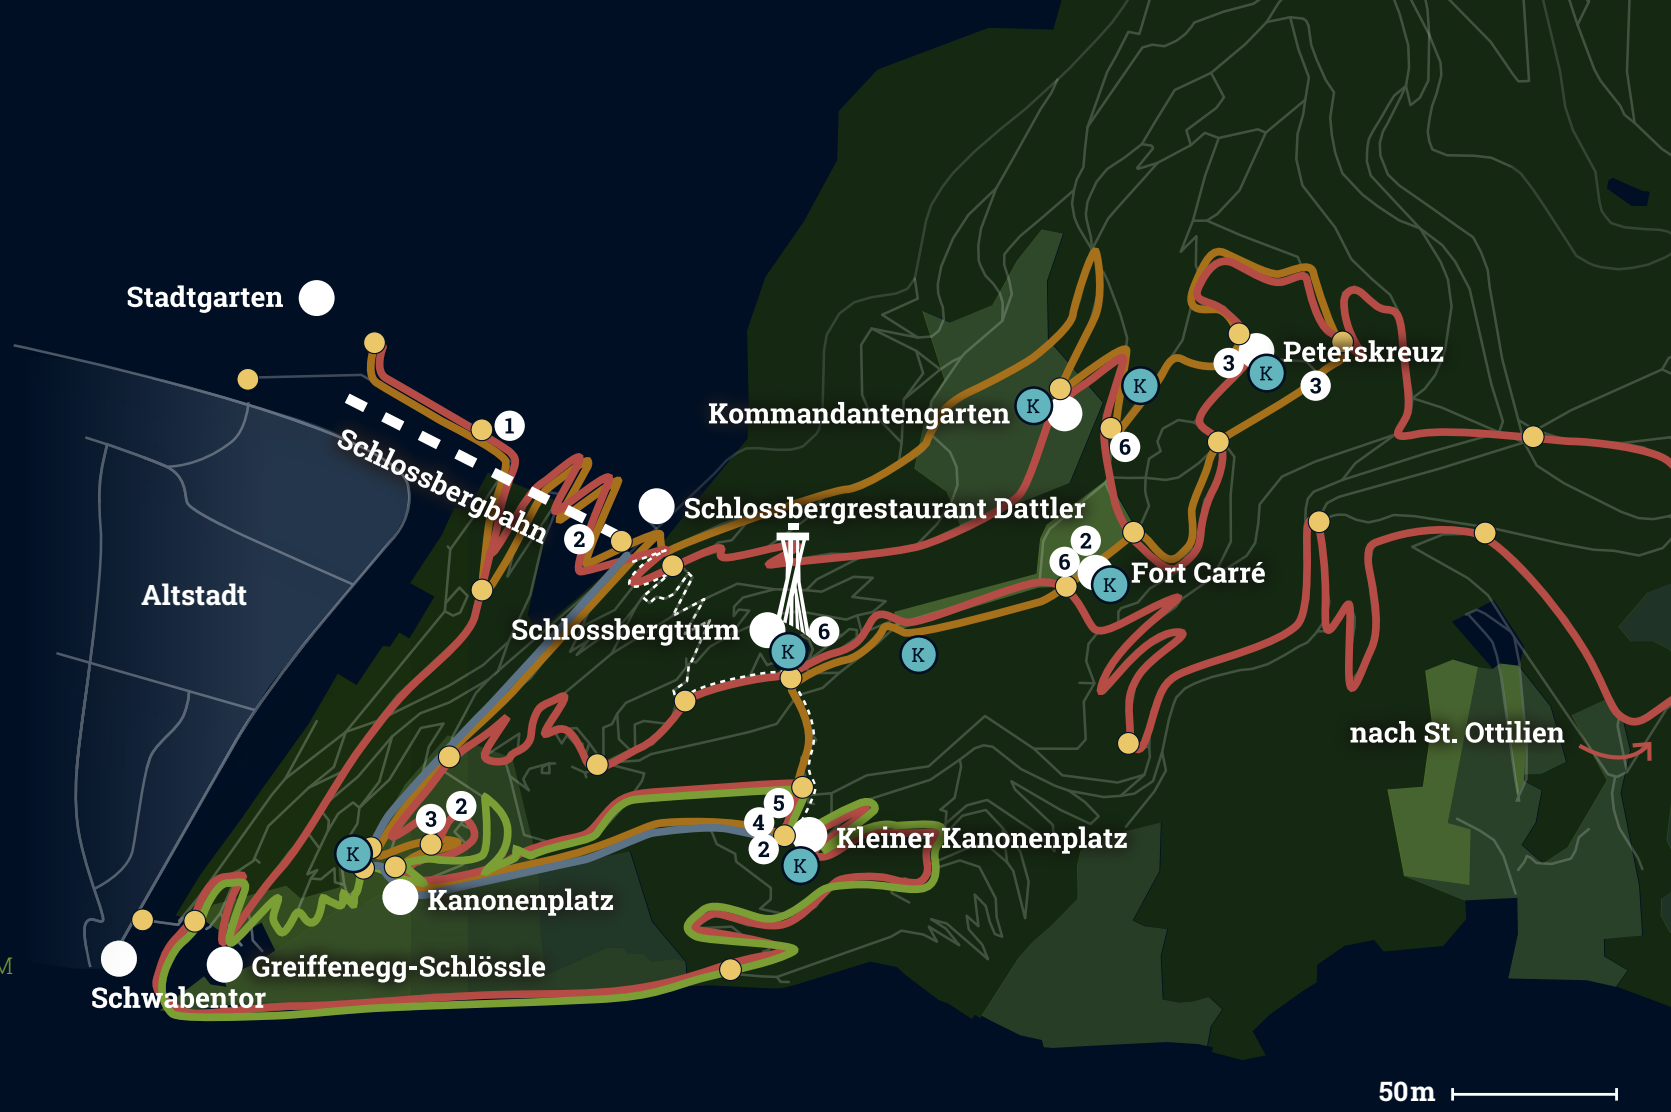 Stadtgarten
Peterskreuz
3
K
3
K
K
Kommandantengarten
1
6
Schlossbergbahn
Schlossbergrestaurant Dattler
2
2
6
Fort Carré
K
Altstadt
Schlossbergturm
6
K
K
nach St. Ottilien
2
3
5
4
2
Kleiner Kanonenplatz
K
K
Kanonenplatz
M
Greiffenegg-Schlössle
Schwabentor
50m